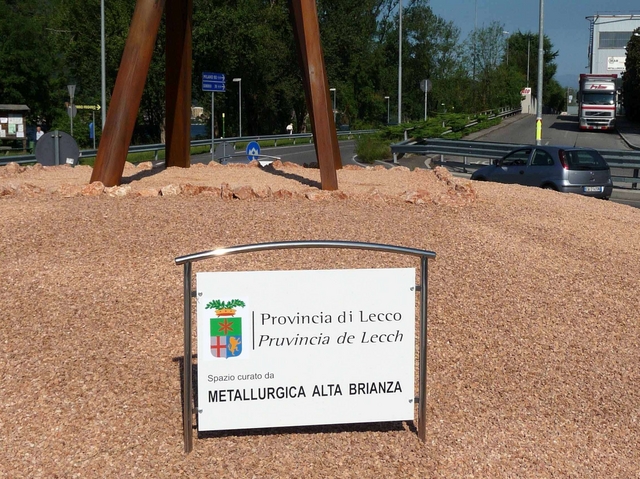 Provincia di Lecco
Pruvincia de Lecch
Spazio curato da
METALLURGICA ALTA BRIANZA